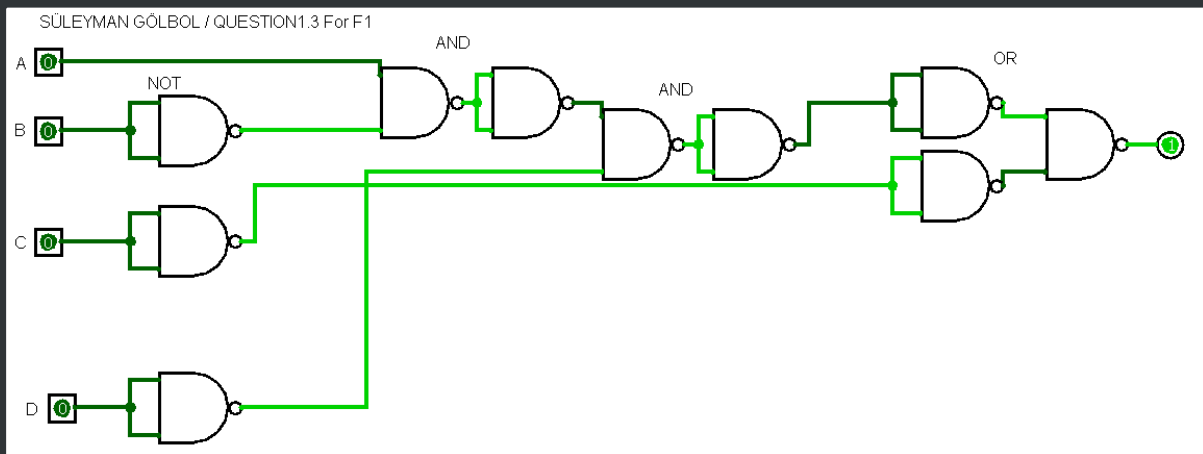 SÜLEYMAN GÖLBOL / QUESTION1.3 For F1
AND
A 0
NOT
OR
AND
B 0
1
C 0
D 0